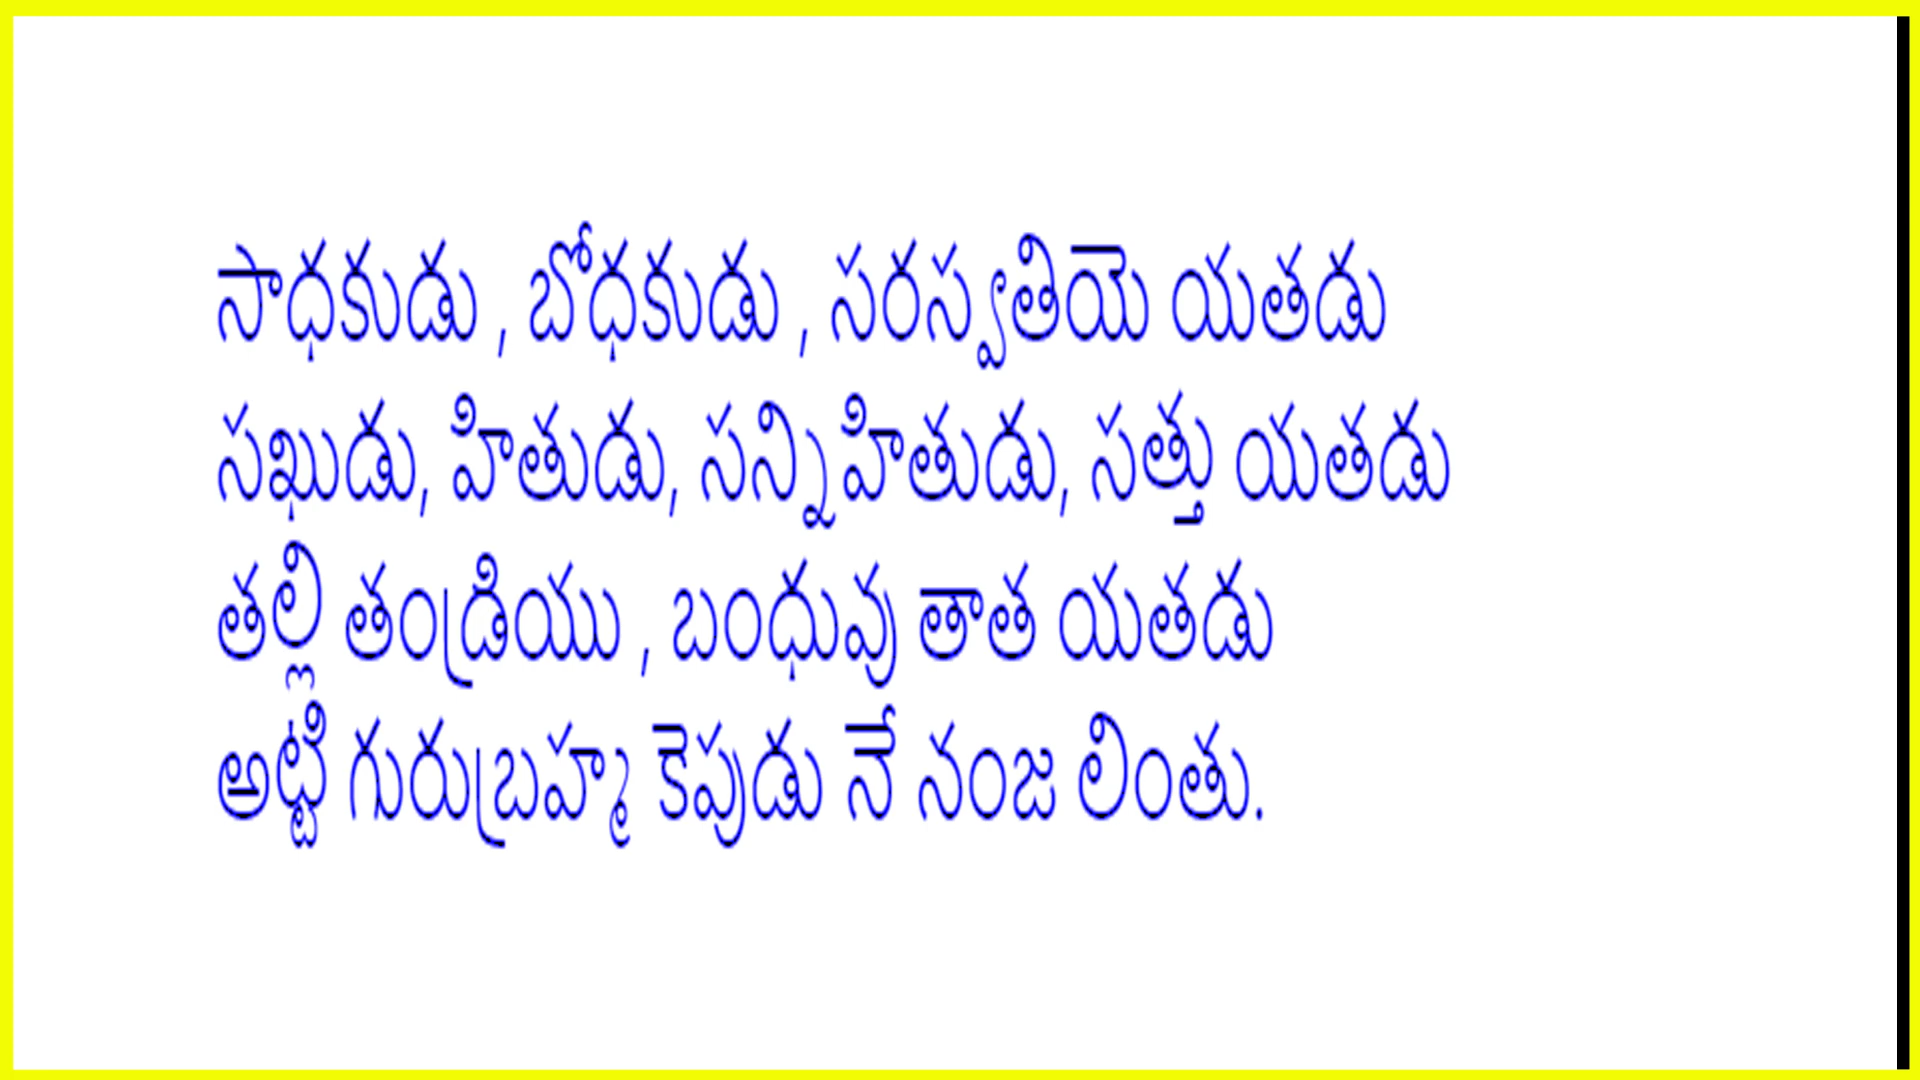 సాధకుడు , బోధకుడు , సరస్వతియె యతడు
సఖుడు, హితుడు, సన్నిహితుడు, సత్తు యతడు
తల్లి తండ్రియు , బంధువు తాత యతడు
అట్టి గురుబ్రహ్మ కెపుడు నే నంజ లింతు.